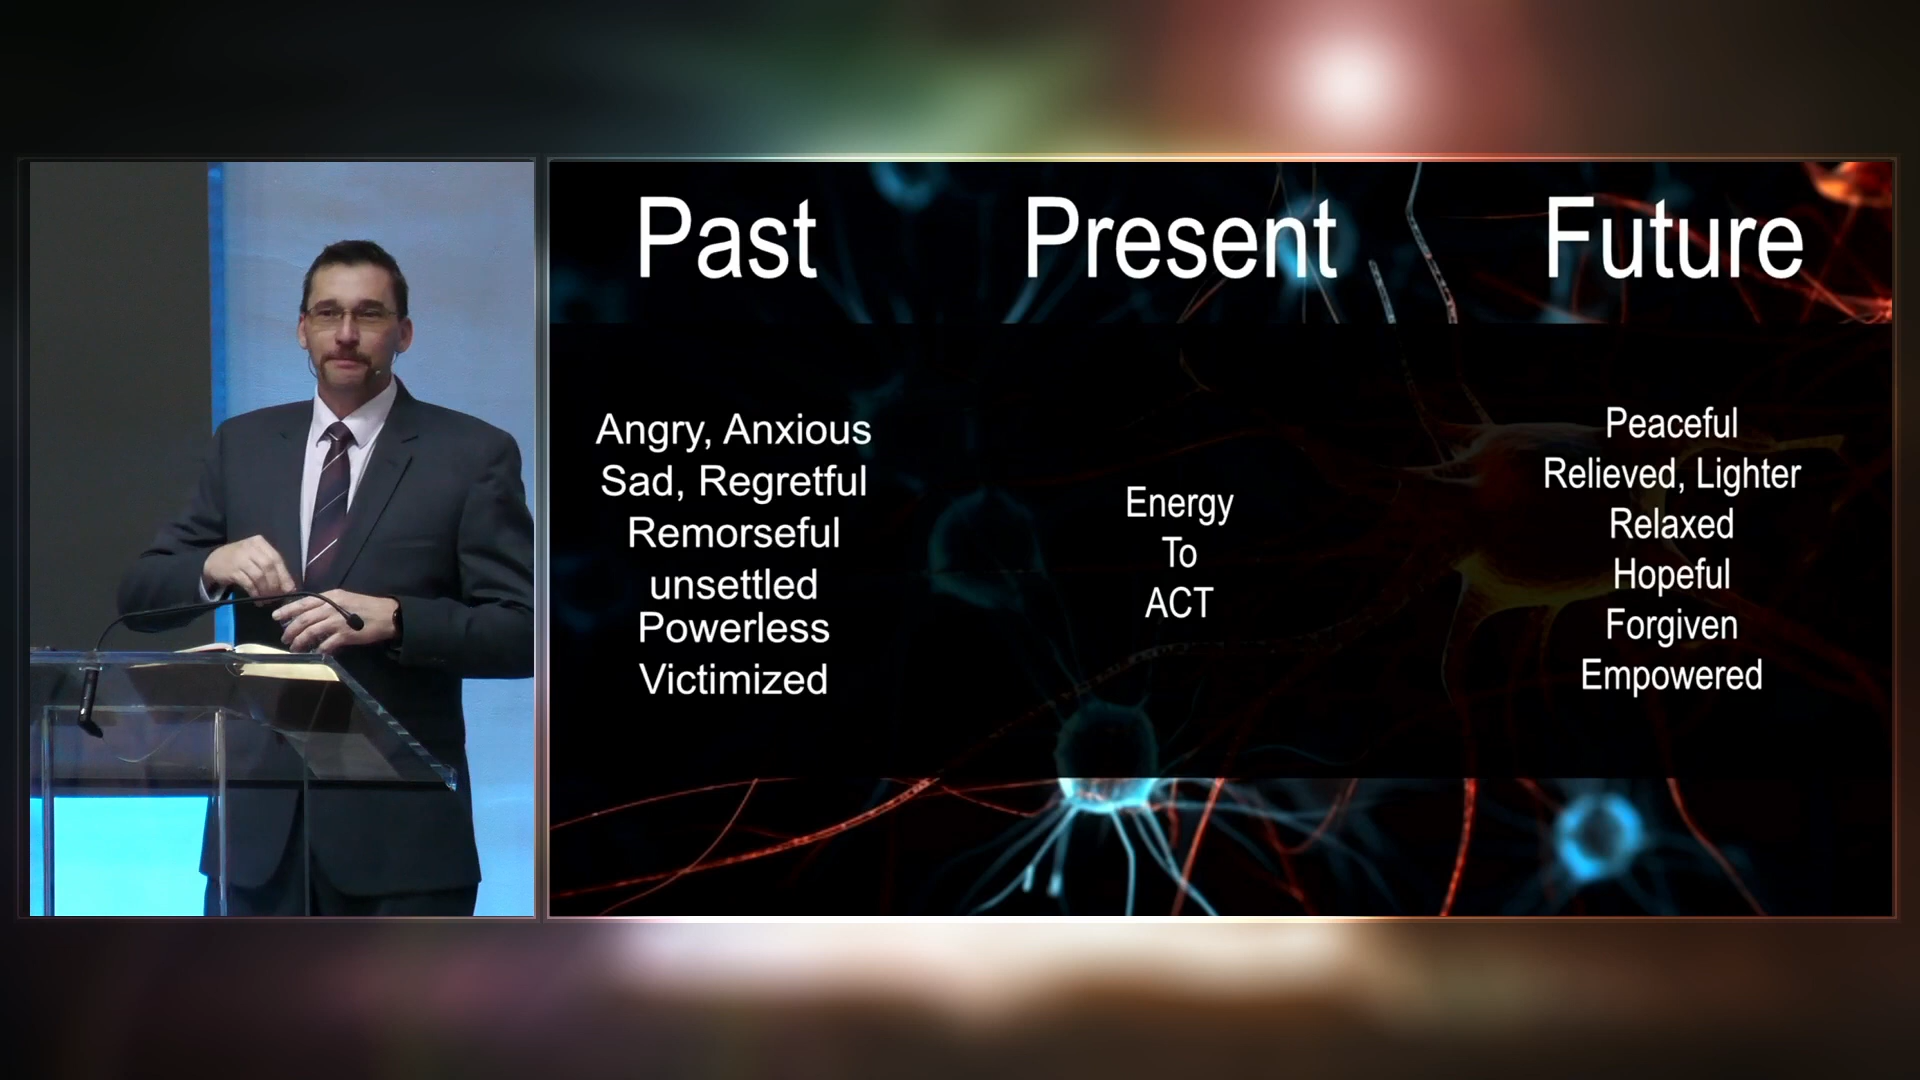 Past
Present
Future
Angry, Anxious
Sad, Regretful
Remorseful
unsettled
Powerless
Victimized
Energy
To
ACT
Peaceful
Relieved, Lighter
Relaxed
Hopeful
Forgiven
Empowered